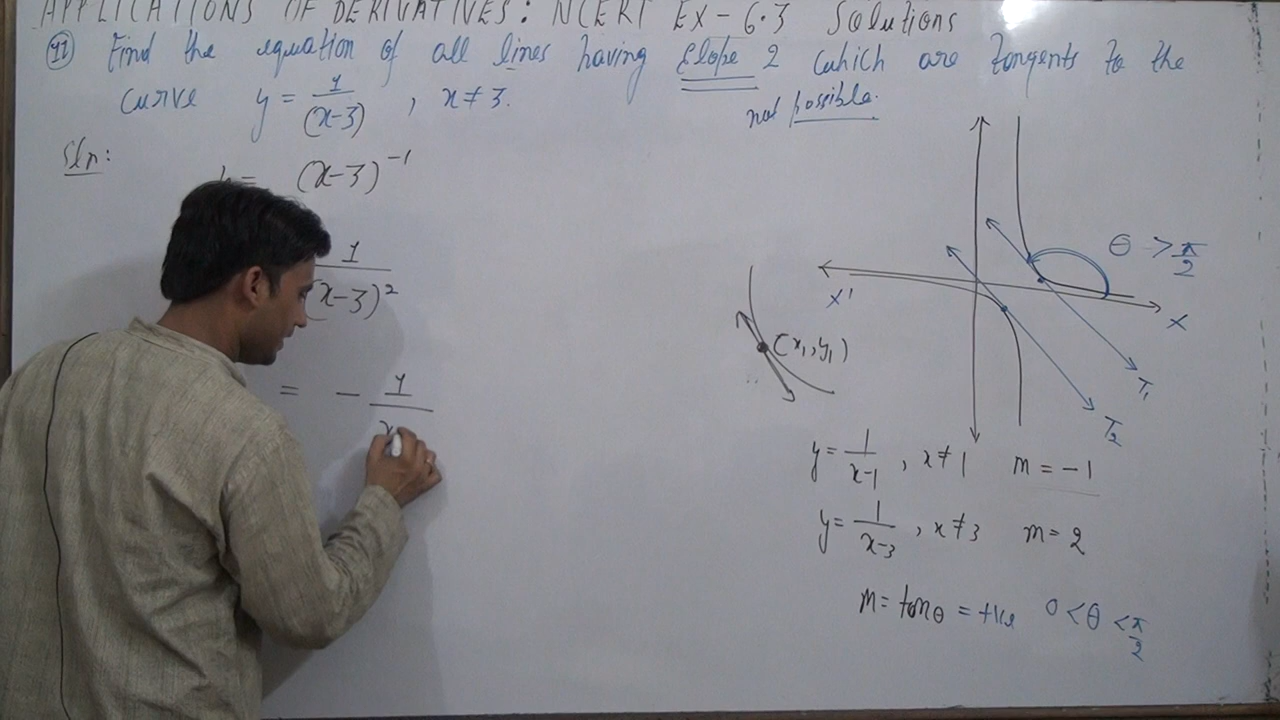 APPLICATIONS OF DERIVATIVES: NCERT EX-6.3 Solutions
Find the equation of all lines having slope 2 which are tangents to the
curve y = 1/(x-3) , x ≠ 3.
not possible.
Sln:
y = (x-3)^-1
1/(x-3)²
= - 1/x
θ > π/2
X'
X
(x₁,y₁)
T₁
T₂
y = 1/(x-1) , x ≠ 1 m = -1
y = 1/(x-3) , x ≠ 3 m = 2
m = tanθ = +ive 0 < θ < π/2